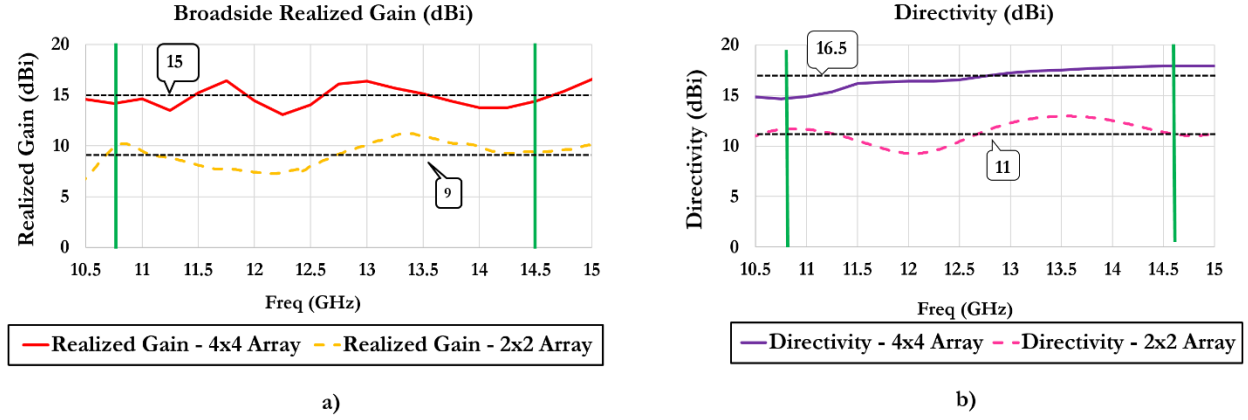 Broadside Realized Gain (dBi)
Realized Gain (dBi)
20
15
10
5
0
15
9
10.5 11 11.5 12 12.5 13 13.5 14 14.5 15
Freq (GHz)
Realized Gain - 4x4 Array Realized Gain - 2x2 Array
a)
Directivity (dBi)
Directivity (dBi)
20
15
10
5
0
16.5
11
10.5 11 11.5 12 12.5 13 13.5 14 14.5 15
Freq (GHz)
Directivity - 4x4 Array Directivity - 2x2 Array
b)